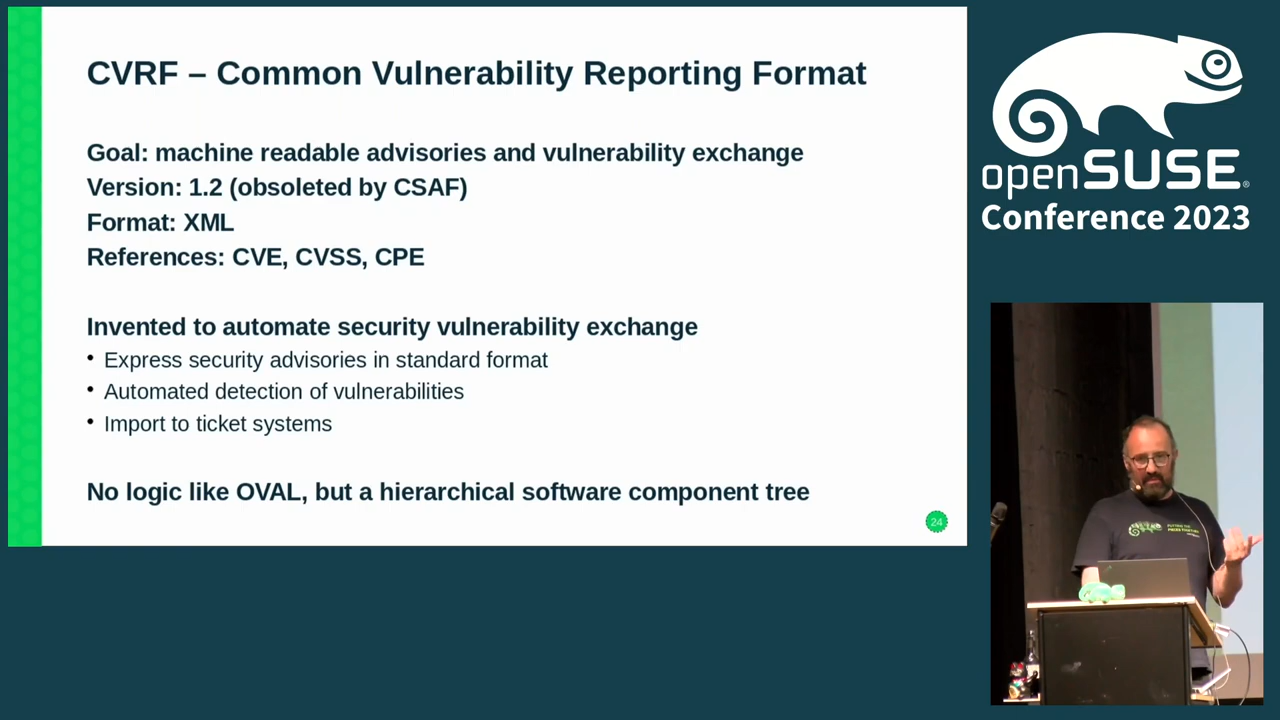 CVRF – Common Vulnerability Reporting Format
Goal: machine readable advisories and vulnerability exchange
Version: 1.2 (obsoleted by CSAF)
Format: XML
References: CVE, CVSS, CPE
Invented to automate security vulnerability exchange
• Express security advisories in standard format
• Automated detection of vulnerabilities
• Import to ticket systems
No logic like OVAL, but a hierarchical software component tree
24
openSUSE®
Conference 2023